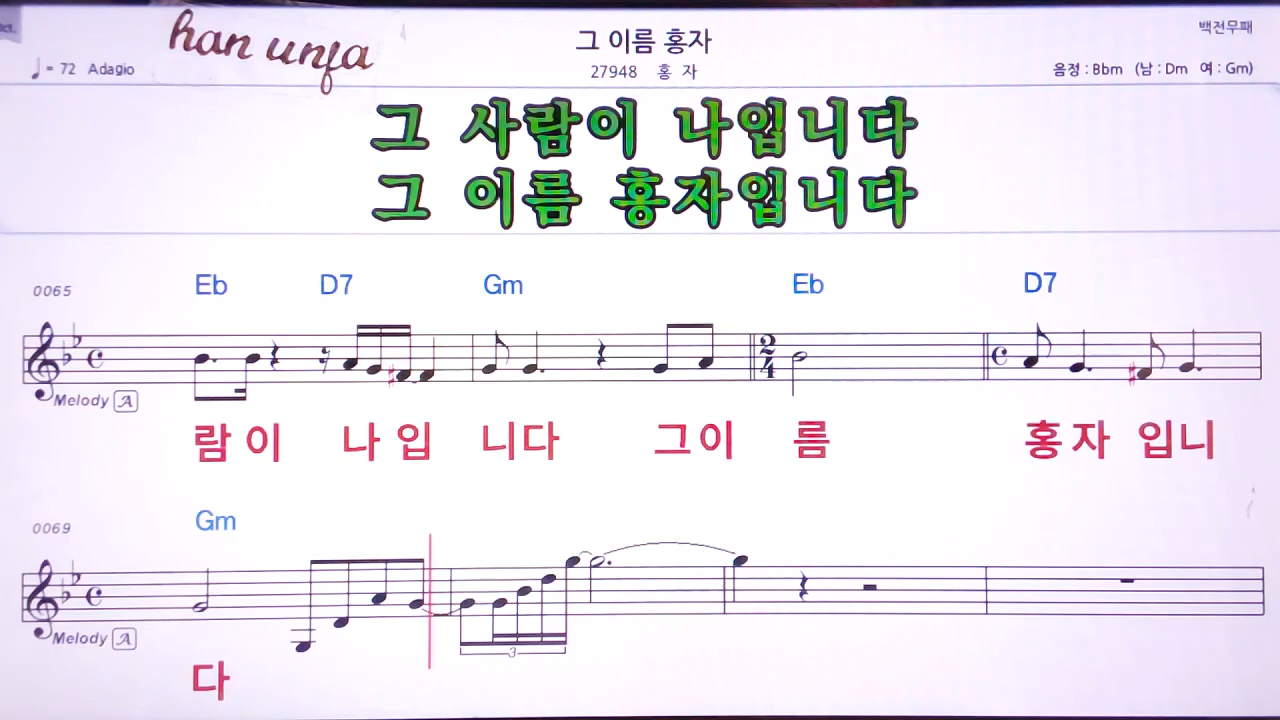 han unja
그 이름 홍자
백전무패
♩= 72 Adagio
27948 홍 자
음정 : Bbm (남 : Dm 여 : Gm)
그 사람이 나입니다
그 이름 홍자입니다
0065 Eb D7 Gm Eb D7
2
4
Melody A
람이 나입 니다 그이 름 홍자 입니
0069 Gm
Melody A
3
다